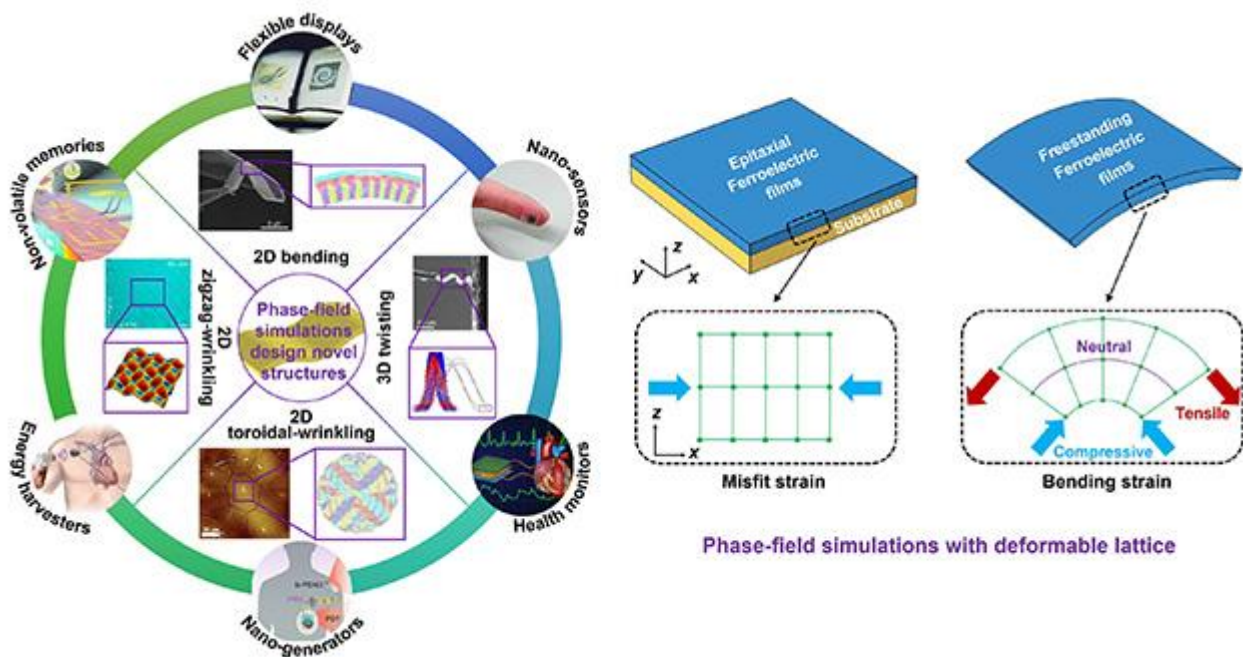 Flexible displays
Non-volatile memories
Nano-sensors
2D bending
2D
zigzag-wrinkling
Phase-field
simulations
design novel
structures
3D twisting
2D
toroidal-wrinkling
Energy harvesters
Health monitors
Nano-generators
Epitaxial
Ferroelectric
films
Substrate
z
y
x
Freestanding
Ferroelectric
films
z
x
Misfit strain
Neutral
Tensile
Compressive
Bending strain
Phase-field simulations with deformable lattice